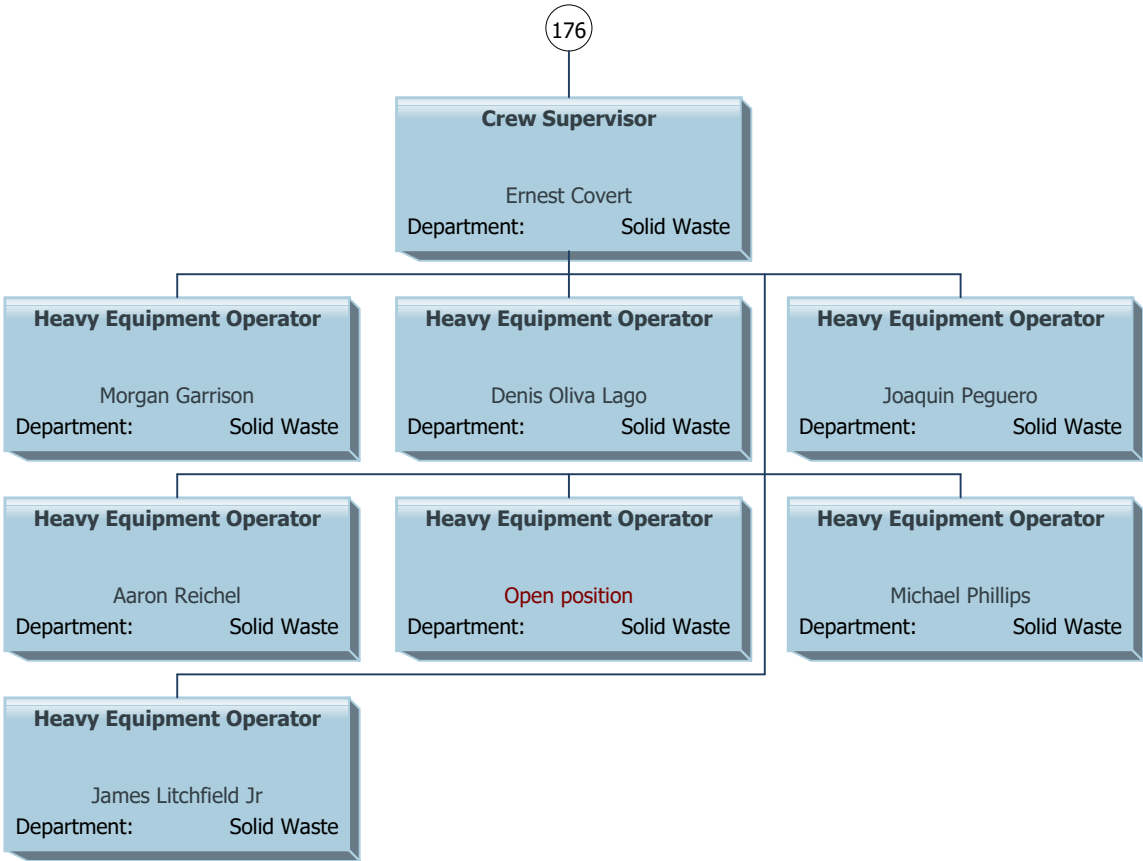 176
Crew Supervisor
Ernest Covert
Department: Solid Waste
Heavy Equipment Operator
Morgan Garrison
Department: Solid Waste
Heavy Equipment Operator
Denis Oliva Lago
Department: Solid Waste
Heavy Equipment Operator
Joaquin Peguero
Department: Solid Waste
Heavy Equipment Operator
Aaron Reichel
Department: Solid Waste
Heavy Equipment Operator
Open position
Department: Solid Waste
Heavy Equipment Operator
Michael Phillips
Department: Solid Waste
Heavy Equipment Operator
James Litchfield Jr
Department: Solid Waste